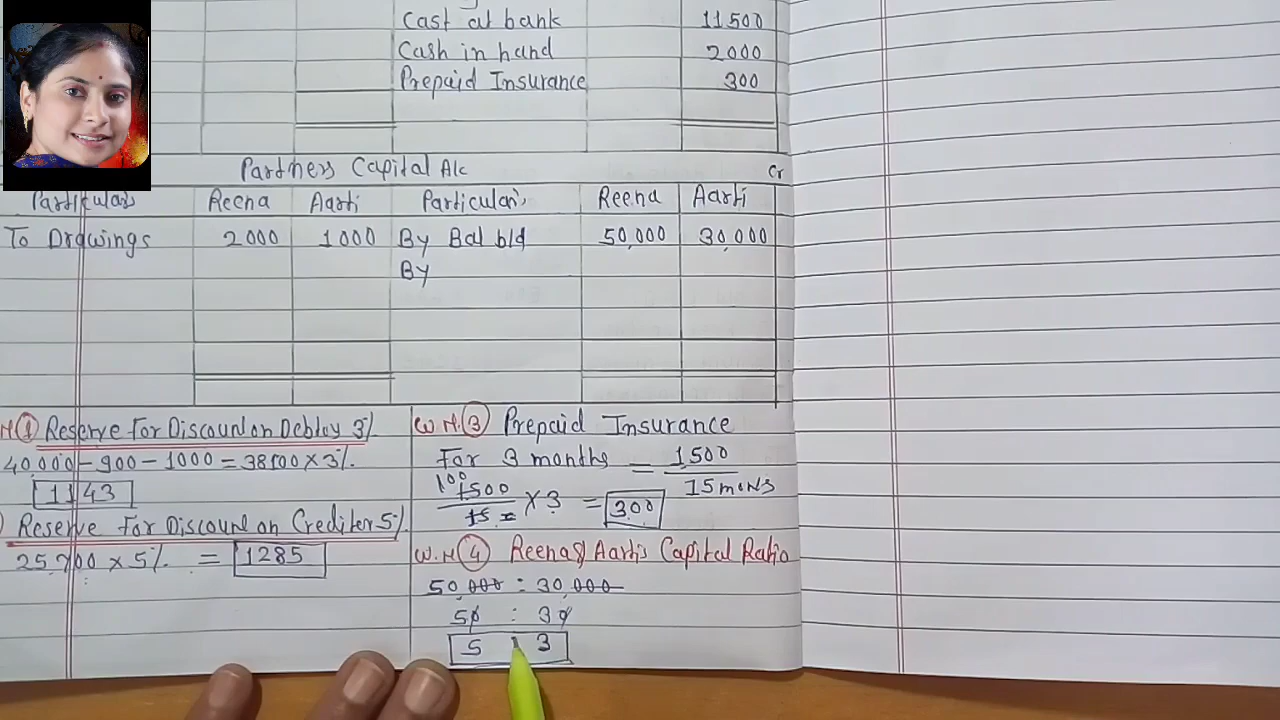 Cast at bank 11500
Cash in hand 2000
Prepaid Insurance 300
Partners Capital A/c Cr
Particulars Reena Aarti Particulars Reena Aarti
To Drawings 2000 1000 By Bal b/d 50,000 30,000
By
N(1) Reserve For Discount on Debtors 3%
40,000 - 900 - 1000 = 38100 x 3%
1143
Reserve For Discount on Creditor 5%
25,700 x 5% = 1285
W.N.(3) Prepaid Insurance
For 3 months = 1500
15 mons
100
1500
15 x 3 = 300
W.N(4) Reena & Aarti's Capital Ratio
50,000 : 30,000
50 : 30
5 : 3